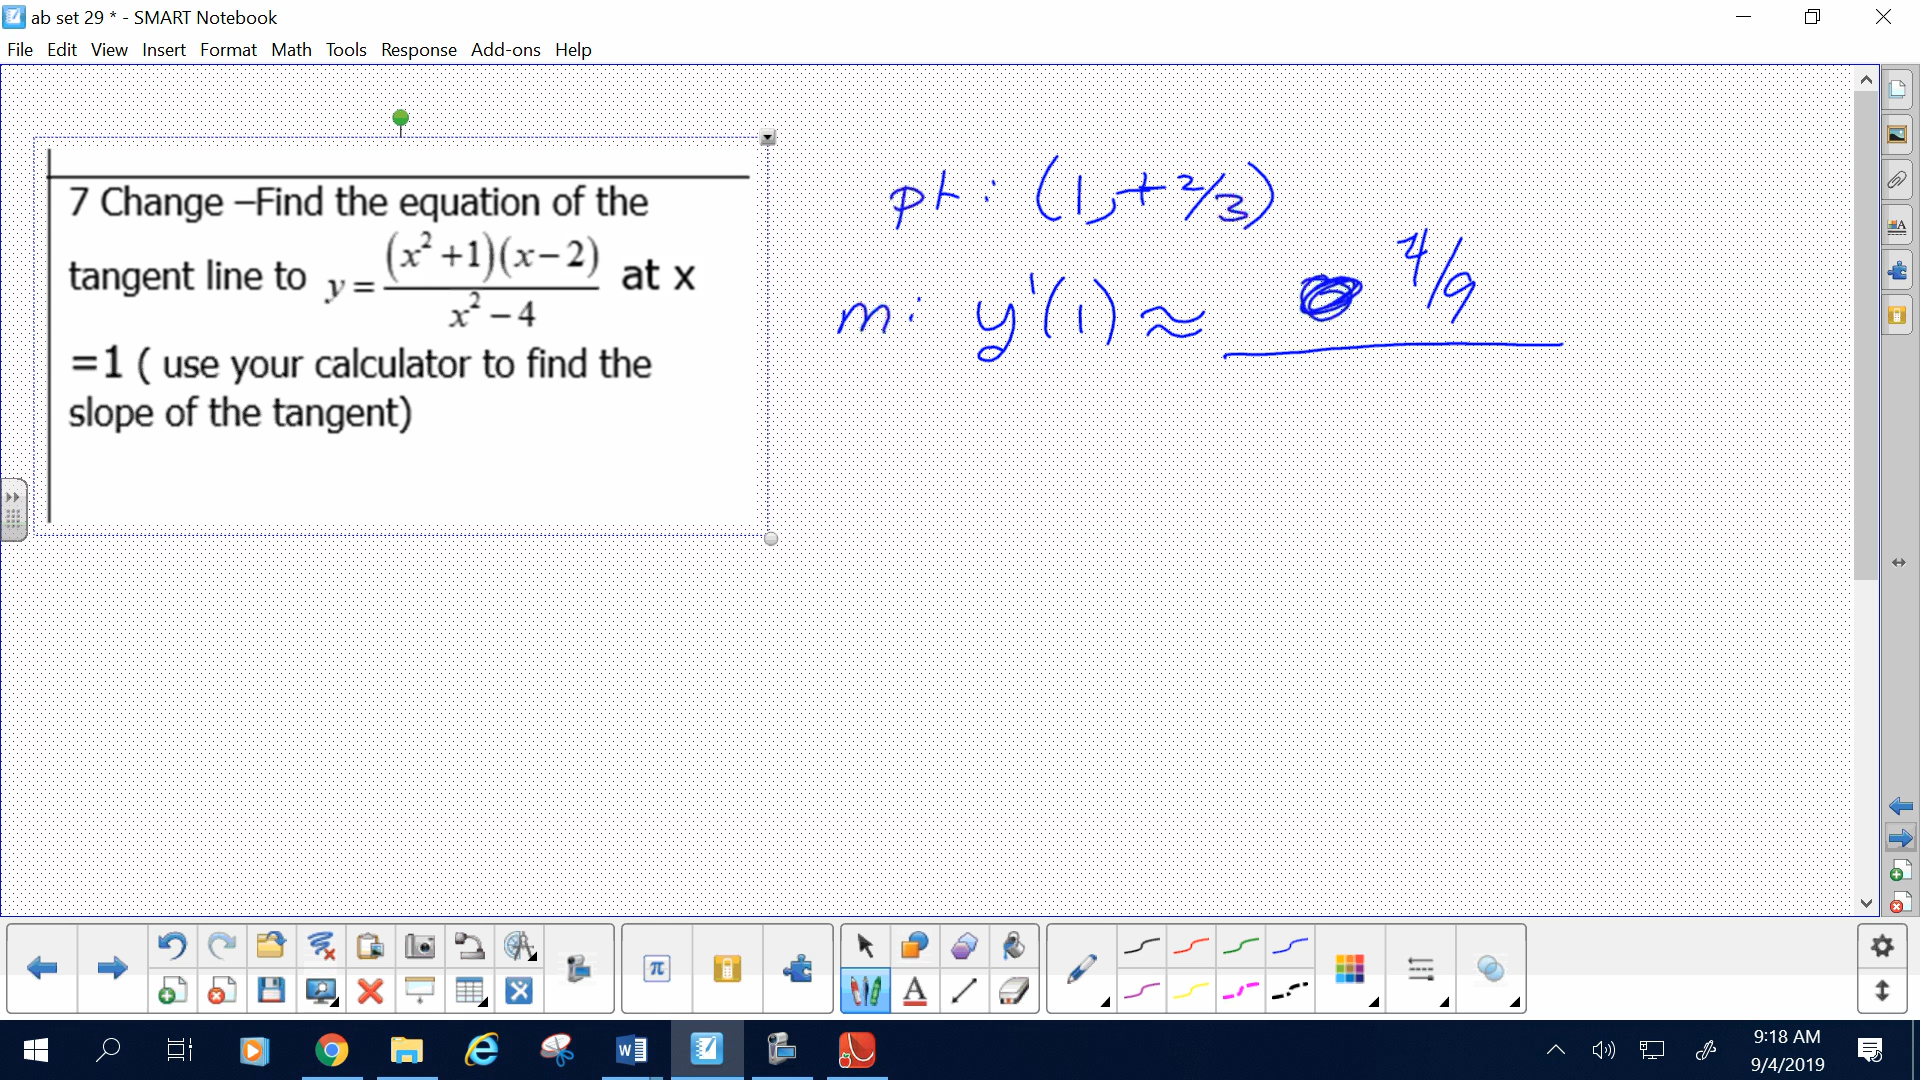 ab set 29 * - SMART Notebook
File Edit View Insert Format Math Tools Response Add-ons Help
7 Change –Find the equation of the
tangent line to y = (x² +1)(x − 2) / x² − 4 at x
=1 ( use your calculator to find the
slope of the tangent)
pt: (1, + 2/3)
m: y'(1) ≈ 4/9
9:18 AM
9/4/2019